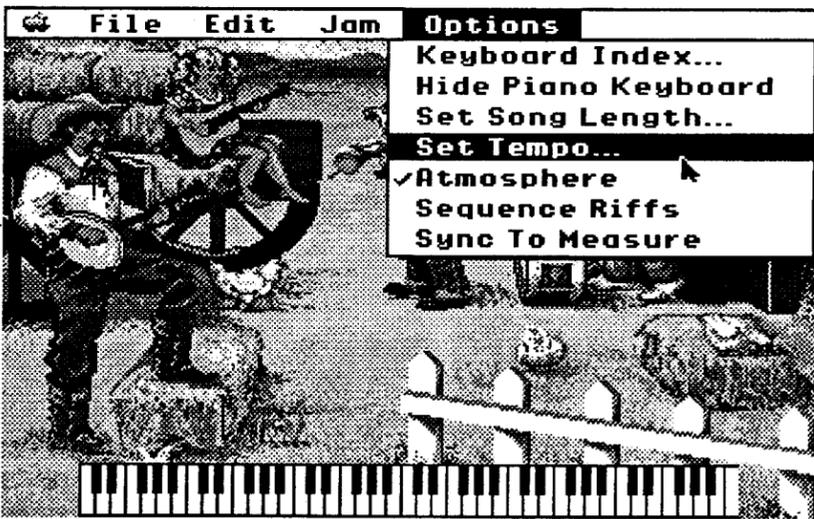 File Edit Jam Options
Keyboard Index...
Hide Piano Keyboard
Set Song Length...
Set Tempo...
✓Atmosphere
Sequence Riffs
Sync To Measure